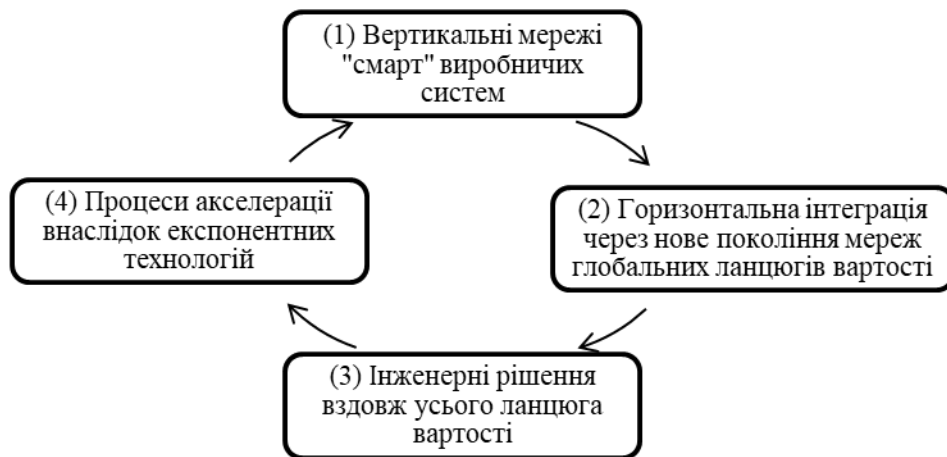 (1) Вертикальні мережі
"смарт" виробничих
систем
(2) Горизонтальна інтеграція
через нове покоління мереж
глобальних ланцюгів вартості
(3) Інженерні рішення
вздовж усього ланцюга
вартості
(4) Процеси акселерації
внаслідок експонентних
технологій